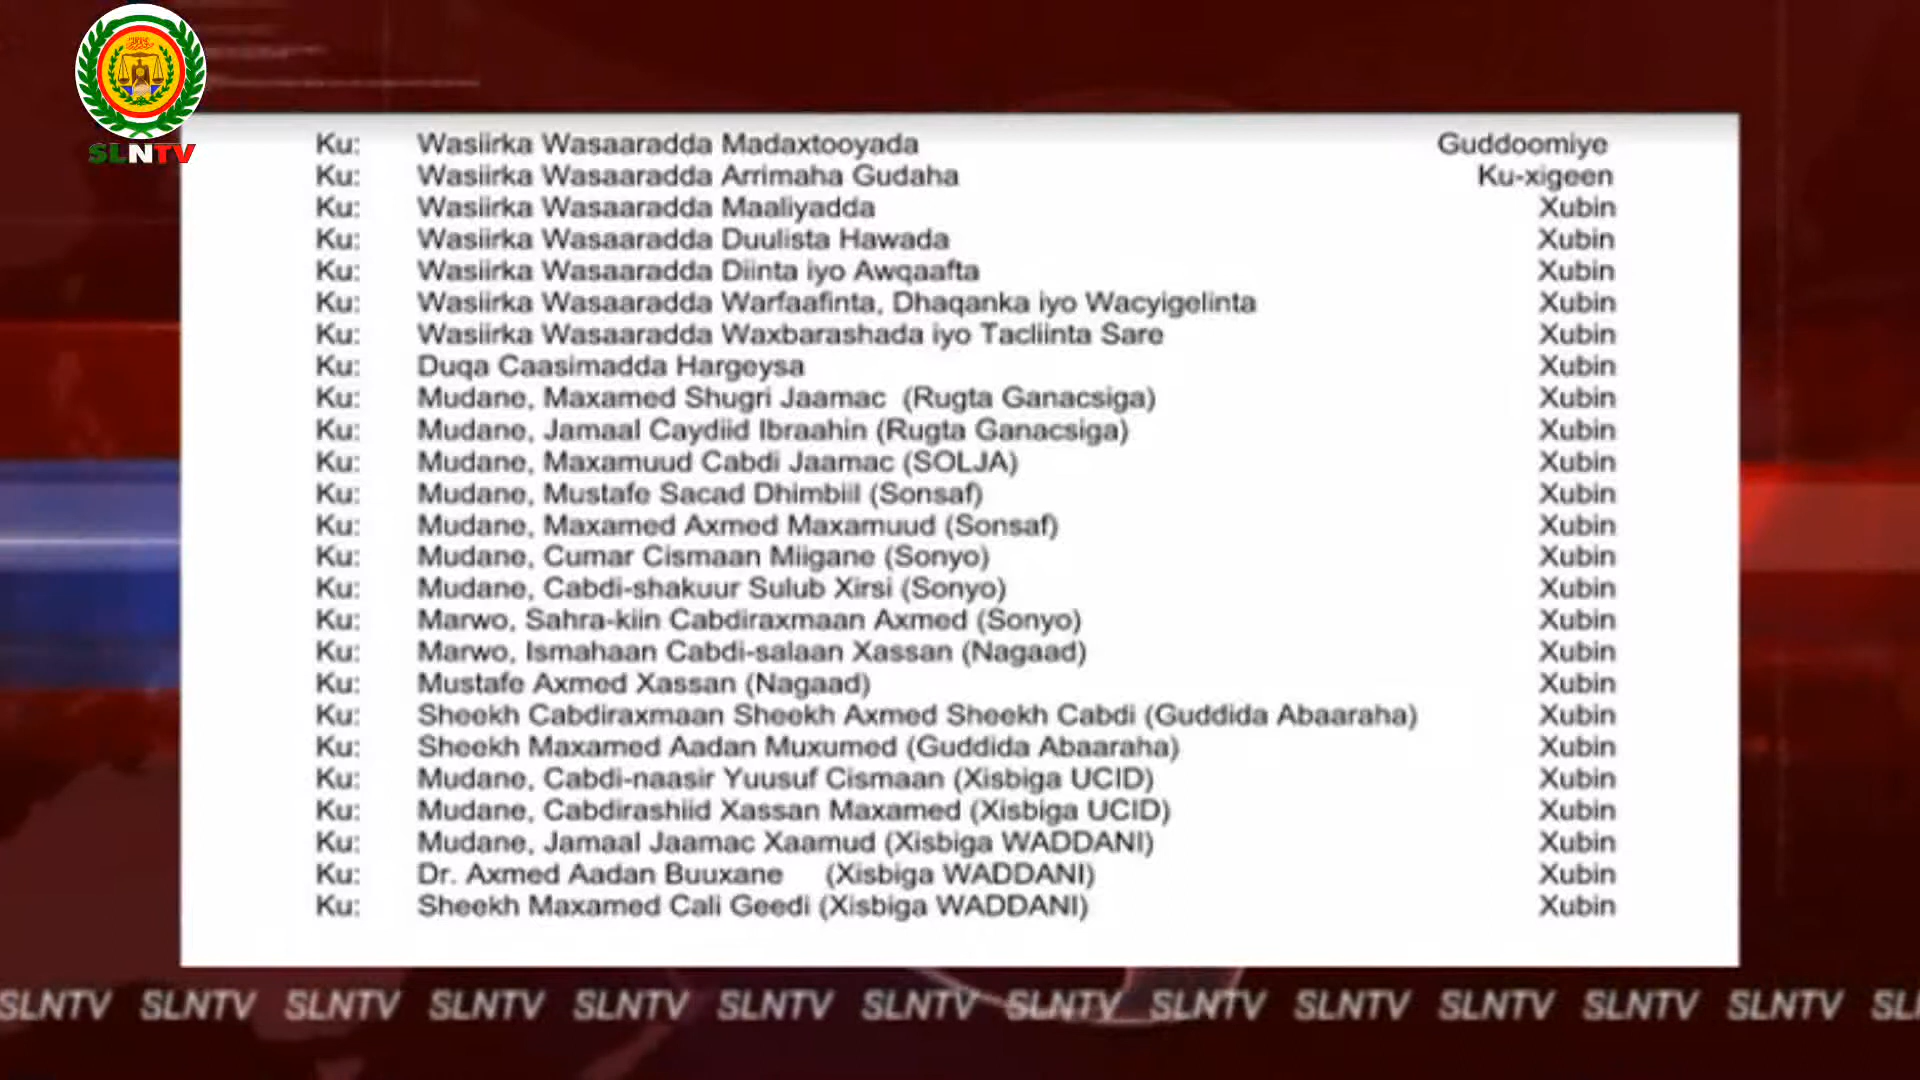 SLNTV
Ku: Wasiirka Wasaaradda Madaxtooyada Guddoomiye
Ku: Wasiirka Wasaaradda Arrimaha Gudaha Ku-xigeen
Ku: Wasiirka Wasaaradda Maaliyadda Xubin
Ku: Wasiirka Wasaaradda Duulista Hawada Xubin
Ku: Wasiirka Wasaaradda Diinta iyo Awqaafta Xubin
Ku: Wasiirka Wasaaradda Warfaafinta, Dhaqanka iyo Wacyigelinta Xubin
Ku: Wasiirka Wasaaradda Waxbarashada iyo Tacliinta Sare Xubin
Ku: Duqa Caasimadda Hargeysa Xubin
Ku: Mudane, Maxamed Shugri Jaamac (Rugta Ganacsiga) Xubin
Ku: Mudane, Jamaal Caydiid Ibraahin (Rugta Ganacsiga) Xubin
Ku: Mudane, Maxamuud Cabdi Jaamac (SOLJA) Xubin
Ku: Mudane, Mustafe Sacad Dhimbiil (Sonsaf) Xubin
Ku: Mudane, Maxamed Axmed Maxamuud (Sonsaf) Xubin
Ku: Mudane, Cumar Cismaan Miigane (Sonyo) Xubin
Ku: Mudane, Cabdi-shakuur Sulub Xirsi (Sonyo) Xubin
Ku: Marwo, Sahra-kiin Cabdiraxmaan Axmed (Sonyo) Xubin
Ku: Marwo, Ismahaan Cabdi-salaan Xassan (Nagaad) Xubin
Ku: Mustafe Axmed Xassan (Nagaad) Xubin
Ku: Sheekh Cabdiraxmaan Sheekh Axmed Sheekh Cabdi (Guddida Abaaraha) Xubin
Ku: Sheekh Maxamed Aadan Muxumed (Guddida Abaaraha) Xubin
Ku: Mudane, Cabdi-naasir Yuusuf Cismaan (Xisbiga UCID) Xubin
Ku: Mudane, Cabdirashiid Xassan Maxamed (Xisbiga UCID) Xubin
Ku: Mudane, Jamaal Jaamac Xaamud (Xisbiga WADDANI) Xubin
Ku: Dr. Axmed Aadan Buuxane (Xisbiga WADDANI) Xubin
Ku: Sheekh Maxamed Cali Geedi (Xisbiga WADDANI) Xubin
SLNTV SLNTV SLNTV SLNTV SLNTV SLNTV SLNTV SLNTV SLNTV SLNTV SLNTV SLNTV SLNTV SL